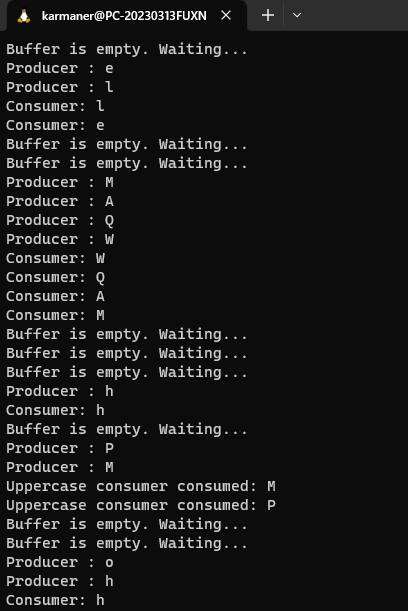 karmaner@PC-20230313FUXN
Buffer is empty. Waiting...
Producer : e
Producer : l
Consumer: l
Consumer: e
Buffer is empty. Waiting...
Buffer is empty. Waiting...
Producer : M
Producer : A
Producer : Q
Producer : W
Consumer: W
Consumer: Q
Consumer: A
Consumer: M
Buffer is empty. Waiting...
Buffer is empty. Waiting...
Buffer is empty. Waiting...
Producer : h
Consumer: h
Buffer is empty. Waiting...
Producer : P
Producer : M
Uppercase consumer consumed: M
Uppercase consumer consumed: P
Buffer is empty. Waiting...
Buffer is empty. Waiting...
Producer : o
Producer : h
Consumer: h